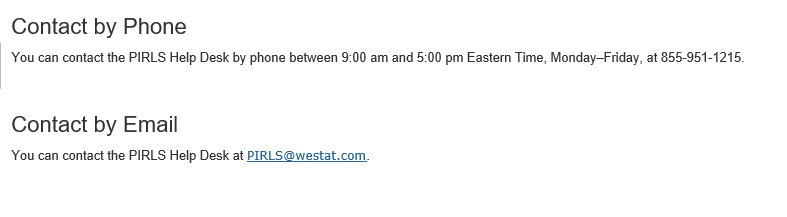 Contact by Phone
You can contact the PIRLS Help Desk by phone between 9:00 am and 5:00 pm Eastern Time, Monday–Friday, at 855-951-1215.
Contact by Email
You can contact the PIRLS Help Desk at PIRLS@westat.com.